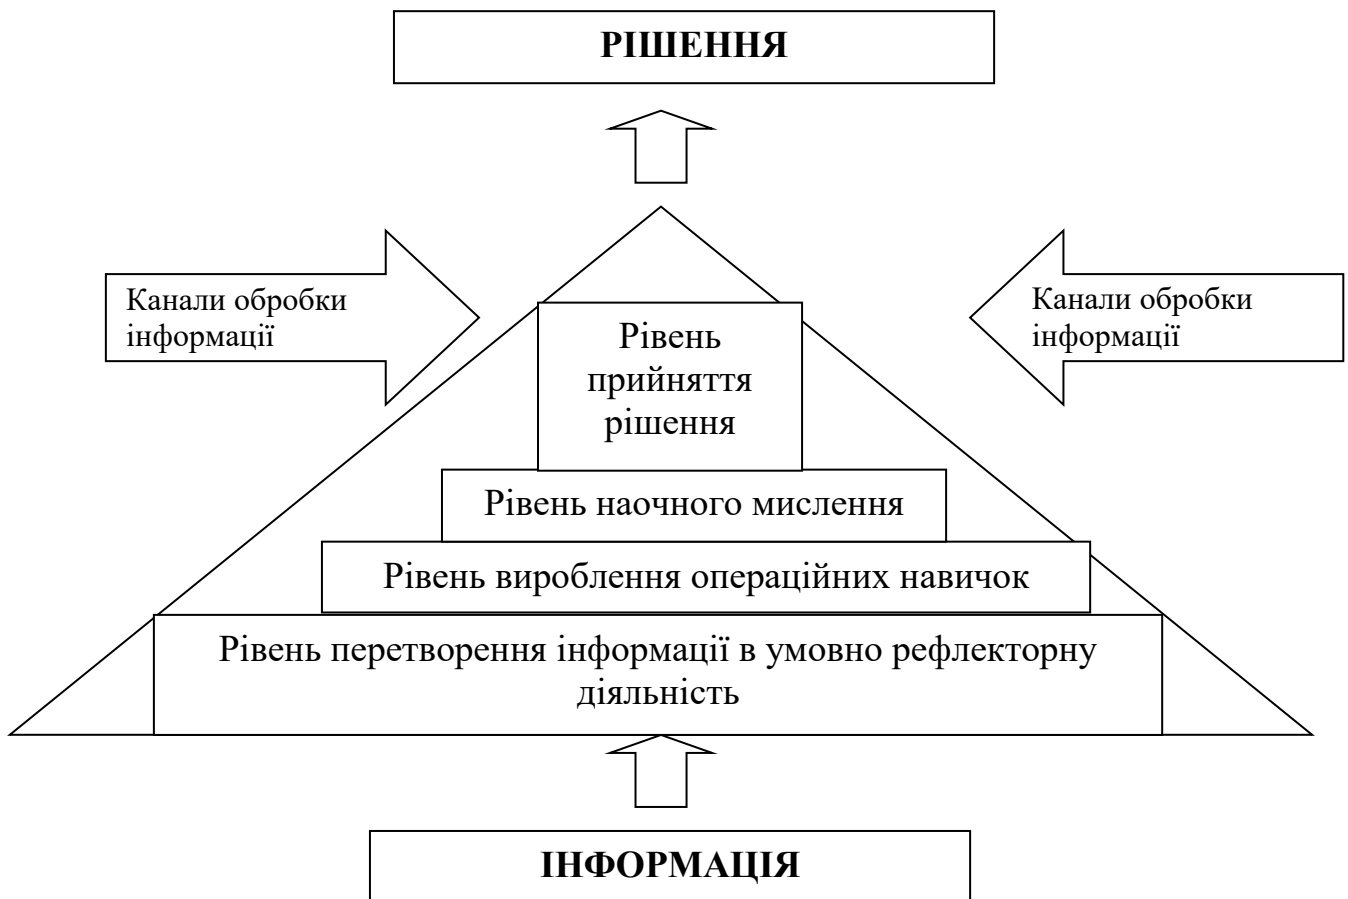 РІШЕННЯ
Канали обробки
інформації
Канали обробки
інформації
Рівень
прийняття
рішення
Рівень наочного мислення
Рівень вироблення операційних навичок
Рівень перетворення інформації в умовно рефлекторну
діяльність
ІНФОРМАЦІЯ